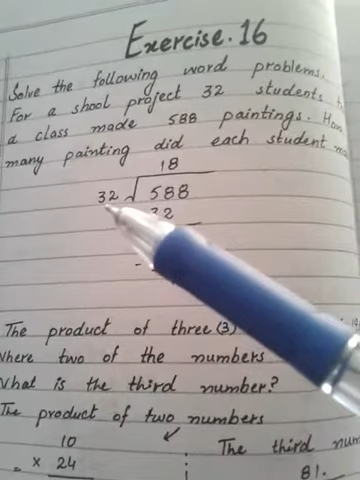 Exercise. 16
Solve the following word problems.
For a shool project 32 students
a class made 588 paintings. How
many painting did each student
18
32 √ 588
32
-
The product of three (3)
where two of the numbers
What is the third number?
The product of two numbers
10
× 24
=
The third num
81.